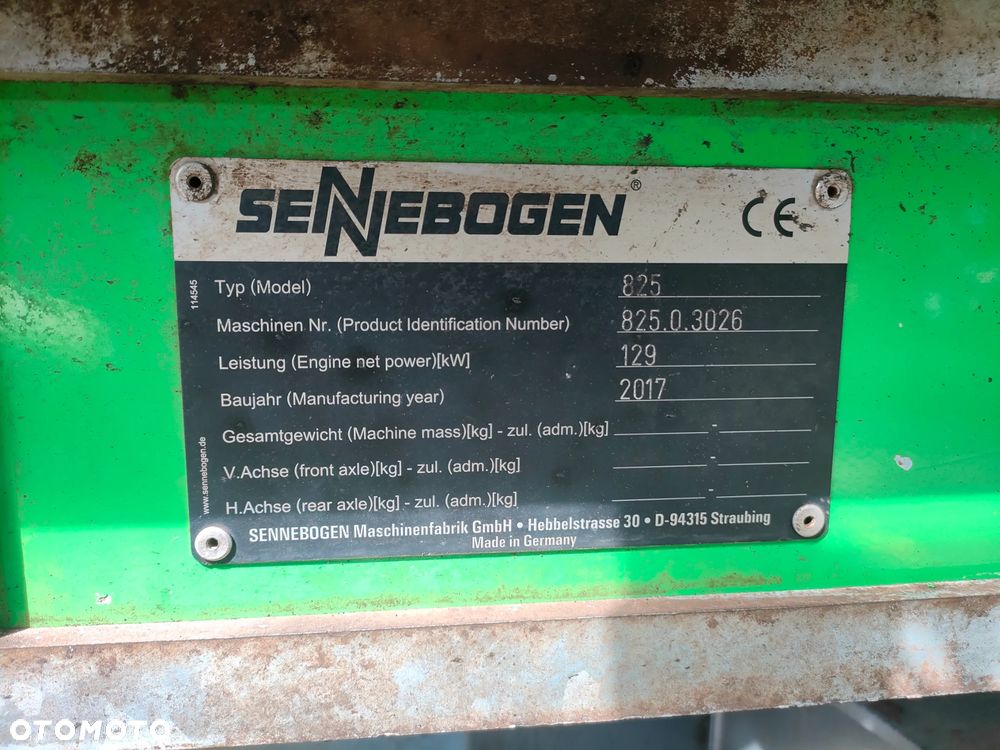 SENNEBOGEN®
CE
114545
Typ (Model) 825
Maschinen Nr. (Product Identification Number) 825.0.3026
Leistung (Engine net power)[kW] 129
Baujahr (Manufacturing year) 2017
Gesamtgewicht (Machine mass)[kg] - zul. (adm.)[kg] -
V.Achse (front axle)[kg] - zul. (adm.)[kg] -
H.Achse (rear axle)[kg] - zul. (adm.)[kg] -
www.sennebogen.de
SENNEBOGEN Maschinenfabrik GmbH • Hebbelstrasse 30 • D-94315 Straubing
Made in Germany
OTOMOTO